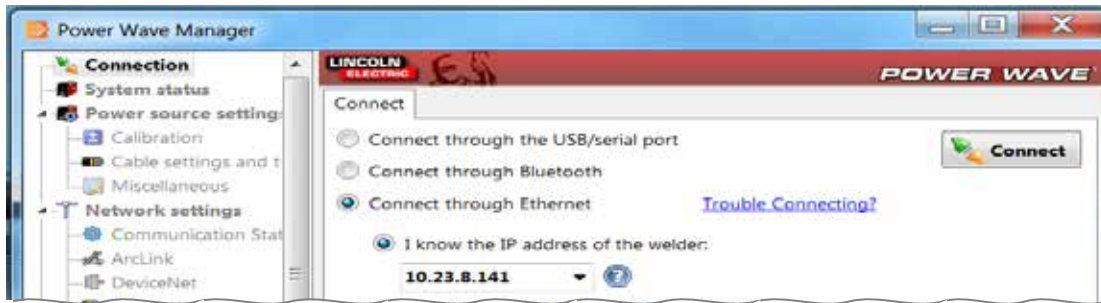 Power Wave Manager
Connection
System status
Power source setting
Calibration
Cable settings and t
Miscellaneous
Network settings
Communication Stat
ArcLink
DeviceNet
LINCOLN
ELECTRIC
POWER WAVE
Connect
Connect through the USB/serial port
Connect
Connect through Bluetooth
Connect through Ethernet Trouble Connecting?
I know the IP address of the welder:
10.23.8.141